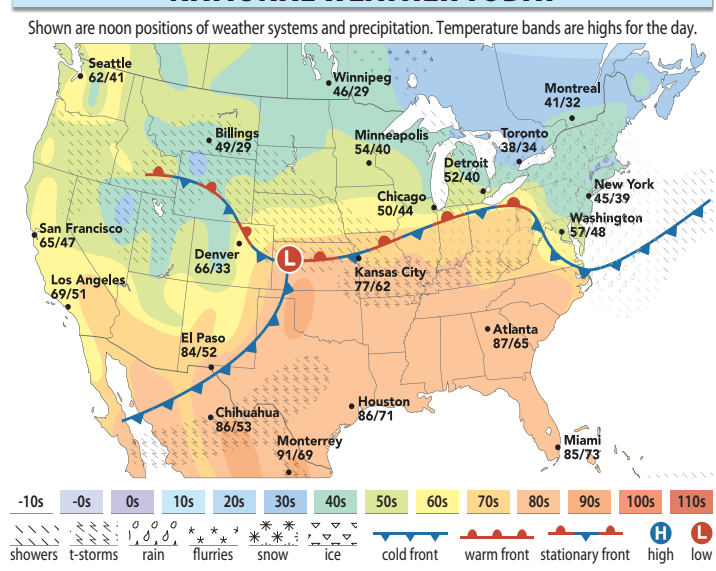 NATIONAL WEATHER TODAY
Shown are noon positions of weather systems and precipitation. Temperature bands are highs for the day.
Seattle
62/41
Winnipeg
46/29
Montreal
41/32
Billings
49/29
Minneapolis
54/40
Toronto
38/34
Detroit
52/40
New York
45/39
Chicago
50/44
Washington
57/48
San Francisco
65/47
Denver
66/33
L
Kansas City
77/62
Los Angeles
69/51
El Paso
84/52
Atlanta
87/65
Chihuahua
86/53
Houston
86/71
Monterrey
91/69
Miami
85/73
-10s -0s 0s 10s 20s 30s 40s 50s 60s 70s 80s 90s 100s 110s
H L
showers t-storms rain flurries snow ice cold front warm front stationary front high low